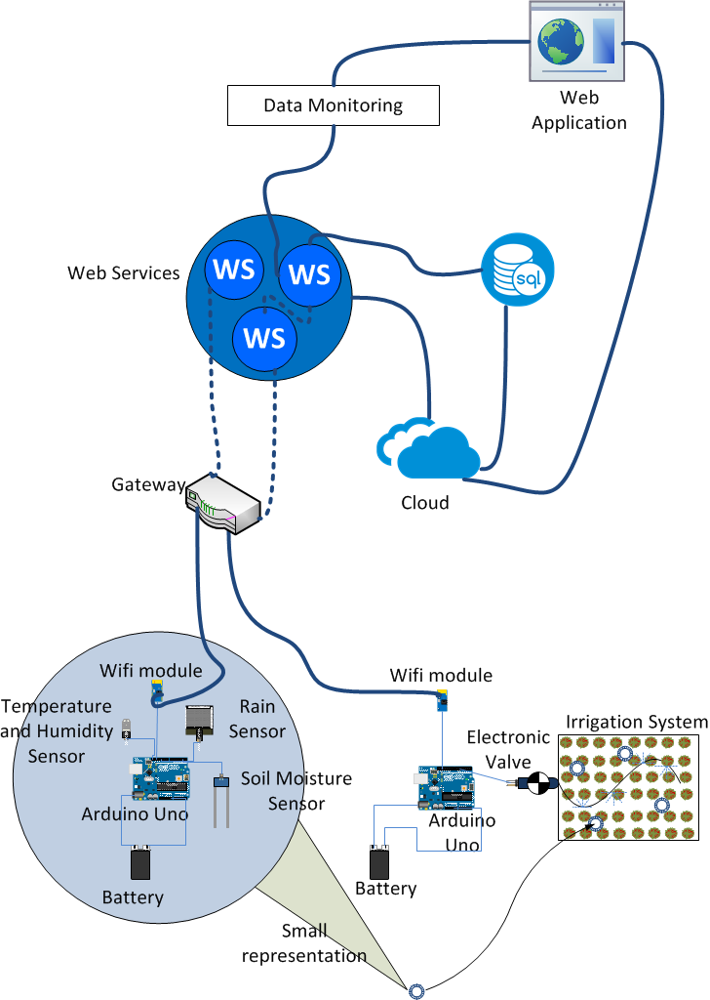 Web
Application
Data Monitoring
Web Services
WS
WS
WS
sql
Gateway
Cloud
Wifi module
Temperature
and Humidity
Sensor
Rain
Sensor
Soil Moisture
Sensor
Arduino Uno
Battery
Wifi module
Electronic
Valve
Irrigation System
Arduino
Uno
Battery
Small
representation